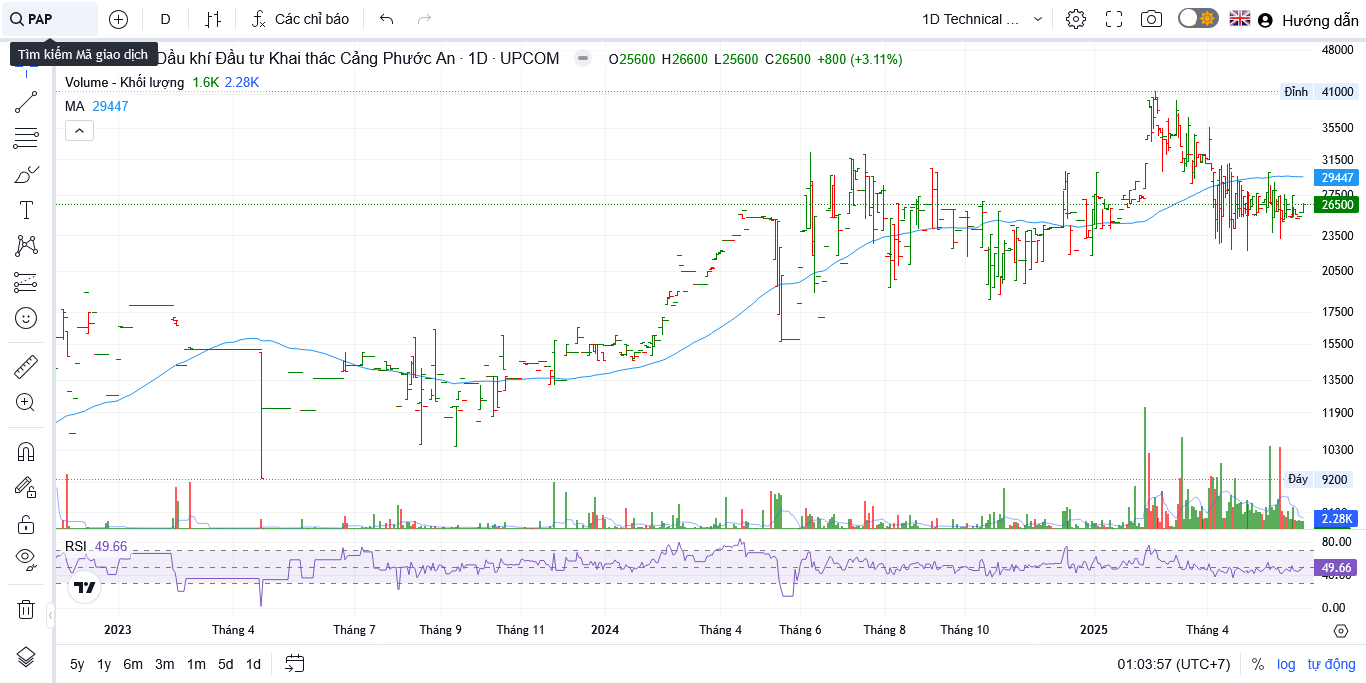 PAP D Các chỉ báo 1D Technical ... Hướng dẫn
Tìm kiếm Mã giao dịch Dầu khí Đầu tư Khai thác Cảng Phước An · 1D · UPCOM O25600 H26600 L25600 C26500 +800 (+3.11%) 48000
Volume - Khối lượng 1.6K 2.28K
Đỉnh 41000
MA 29447
35500
31500
29447
27500
26500
23500
20500
17500
15500
13500
11900
10300
Đáy 9200
2.28K
RSI 49.66 80.00
49.66
40.00
0.00
2023 Tháng 4 Tháng 7 Tháng 9 Tháng 11 2024 Tháng 4 Tháng 6 Tháng 8 Tháng 10 2025 Tháng 4
5y 1y 6m 3m 1m 5d 1d 01:03:57 (UTC+7) % log tự động